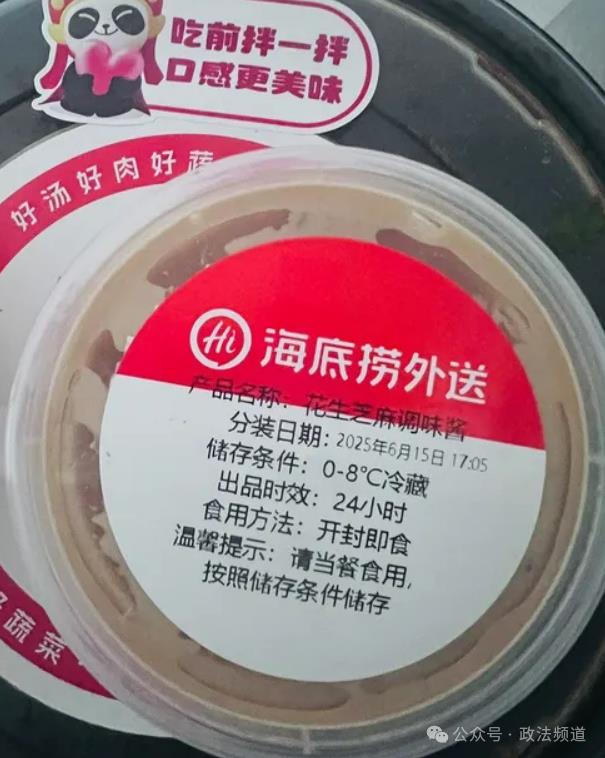 吃前拌一拌
口感更美味
好汤好肉好蔬
Hi 海底捞外送
产品名称：花生芝麻调味酱
分装日期：2025年6月15日 17:05
储存条件：0-8°C冷藏
出品时效：24小时
食用方法：开封即食
温馨提示：请当餐食用,
按照储存条件储存
蔬菜
公众号 · 政法频道